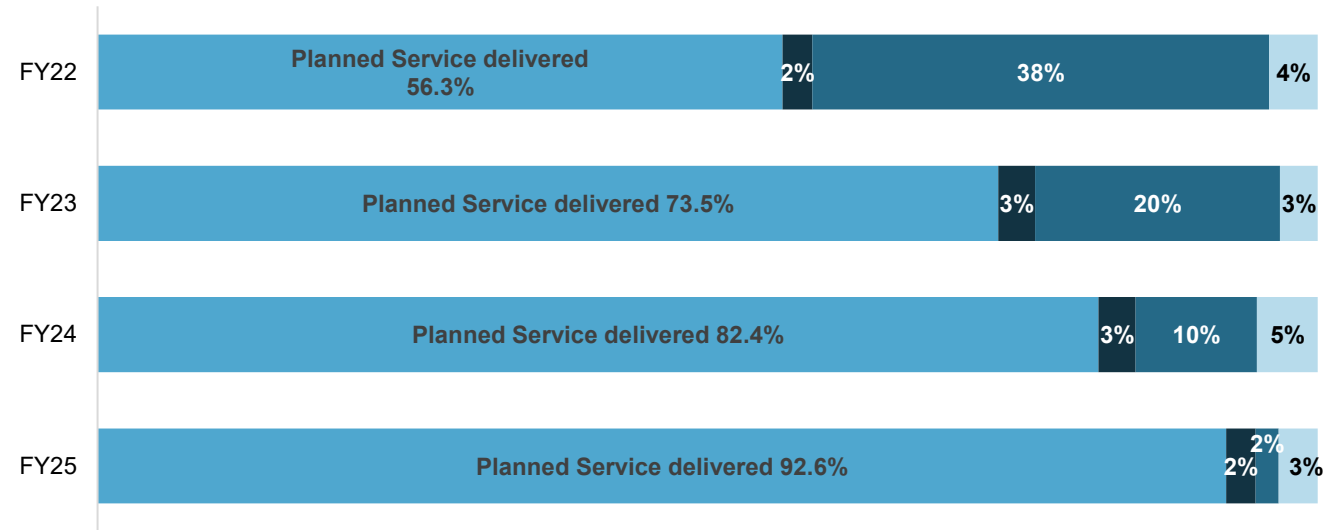 FY22
Planned Service delivered
56.3%
2%
38%
4%
FY23
Planned Service delivered 73.5%
3%
20%
3%
FY24
Planned Service delivered 82.4%
3%
10%
5%
FY25
Planned Service delivered 92.6%
2%
2%
3%